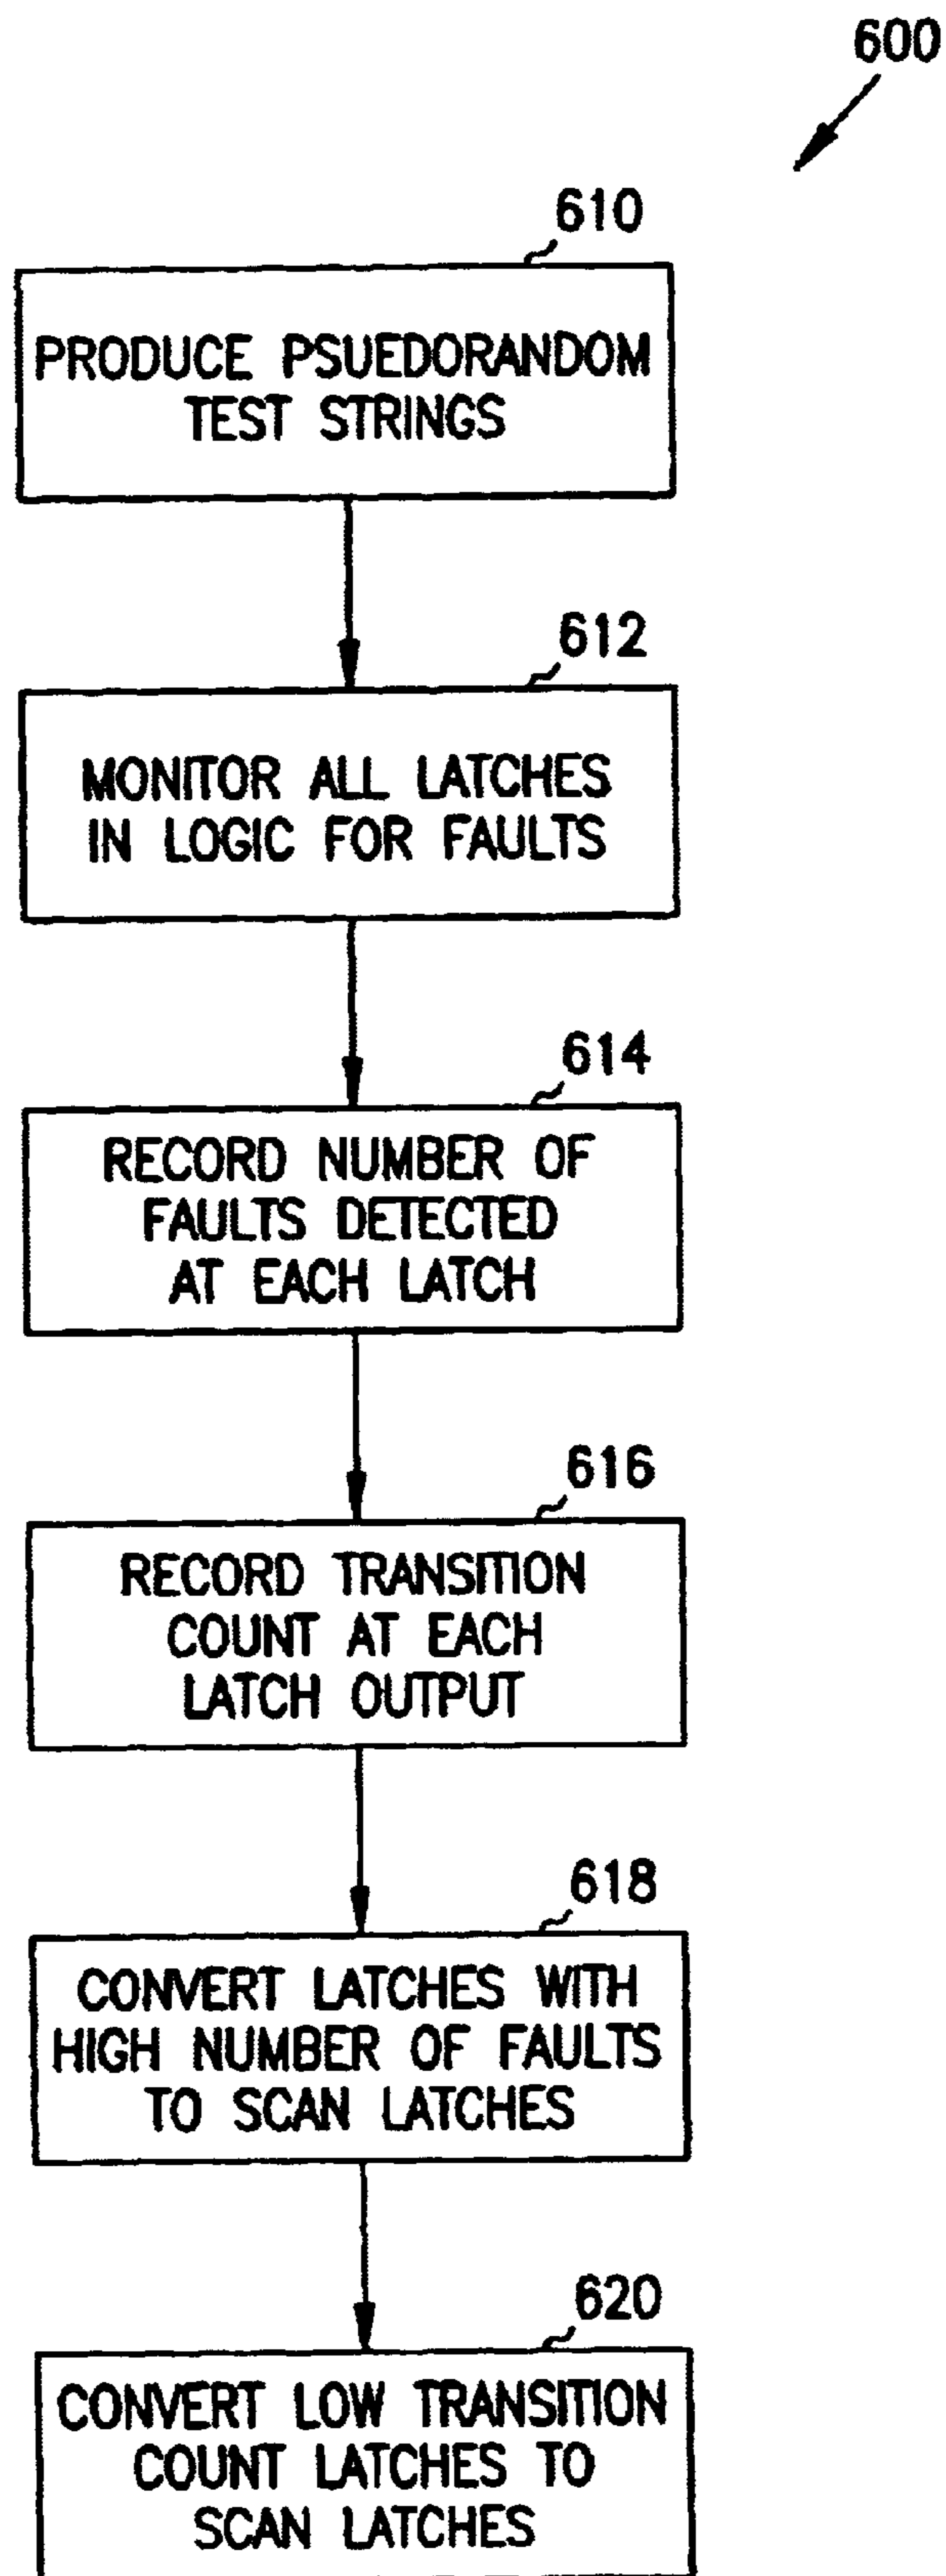 600
610
PRODUCE PSUEDORANDOM
TEST STRINGS
612
MONITOR ALL LATCHES
IN LOGIC FOR FAULTS
614
RECORD NUMBER OF
FAULTS DETECTED
AT EACH LATCH
616
RECORD TRANSITION
COUNT AT EACH
LATCH OUTPUT
618
CONVERT LATCHES WITH
HIGH NUMBER OF FAULTS
TO SCAN LATCHES
620
CONVERT LOW TRANSITION
COUNT LATCHES TO
SCAN LATCHES